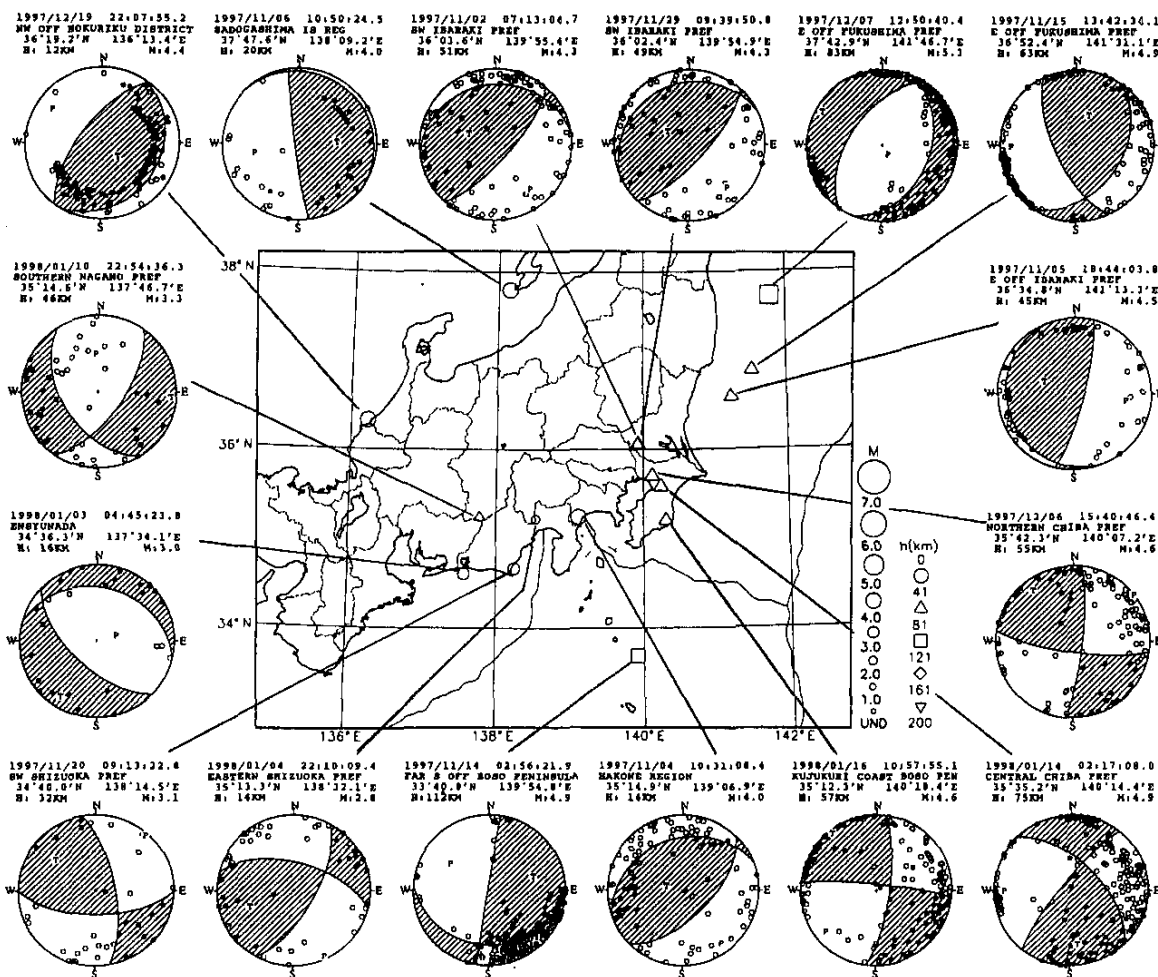 1997/12/19 22:07:55.2
NW OFF HOKURIKU DISTRICT
36°19.2'N 136°13.4'E
H: 12KM M:4.4
N
P
W
T
E
S
1997/11/06 10:50:24.5
SADOGASHIMA IS REG
37°47.6'N 138°09.2'E
H: 20KM M:4.0
N
P
W
T
E
S
1997/11/02 07:13:04.7
SW IBARAKI PREF
36°03.6'N 139°55.4'E
H: 51KM M:4.3
N
W
T
E
P
S
1997/11/29 09:39:50.8
SW IBARAKI PREF
36°02.4'N 139°54.9'E
H: 49KM M:4.3
N
W
T
E
P
S
1997/12/07 12:50:40.4
E OFF FUKUSHIMA PREF
37°42.9'N 141°46.7'E
H: 83KM M:5.3
N
T
W
P
E
S
1997/11/15 13:42:34.1
E OFF FUKUSHIMA PREF
36°52.4'N 141°31.1'E
H: 63KM M:4.9
N
W
T
P
S
1998/01/10 22:54:36.3
SOUTHERN NAGANO PREF
35°14.6'N 137°46.7'E
H: 46KM M:3.3
N
P
W
E
S
1997/11/05 18:44:03.8
E OFF IBARAKI PREF
36°34.8'N 141°13.3'E
H: 45KM M:4.5
N
W
T
P
S
38°N
36°N
34°N
136°E
138°E
140°E
142°E
M
7.0
6.0
5.0
4.0
3.0
2.0
1.0
UND
h(km)
0
41
81
121
161
200
1998/01/03 04:45:23.8
ENSYUNADA
34°36.3'N 137°34.1'E
H: 16KM M:3.0
N
W
P
E
T
S
1997/12/06 15:40:46.4
NORTHERN CHIBA PREF
35°42.3'N 140°07.2'E
H: 55KM M:4.6
N
T
P
W
E
S
1997/11/20 09:13:22.8
SW SHIZUOKA PREF
34°40.0'N 138°14.5'E
H: 32KM M:3.1
N
P
T
W
E
S
1998/01/04 22:10:09.4
EASTERN SHIZUOKA PREF
35°13.3'N 138°32.1'E
H: 14KM M:2.8
N
W
T
E
S
1997/11/14 02:56:21.9
FAR S OFF BOSO PENINSULA
33°40.8'N 139°54.8'E
H:112KM M:4.9
N
P
W
T
E
S
1997/11/04 10:31:08.4
HAKONE REGION
35°14.9'N 139°06.9'E
H: 14KM M:4.0
N
W
T
E
P
S
1998/01/16 10:57:55.1
KUJUKURI COAST BOSO PEN
35°12.3'N 140°18.4'E
H: 57KM M:4.6
N
W
E
P
S
1998/01/14 02:17:08.0
CENTRAL CHIBA PREF
35°35.2'N 140°14.4'E
H: 75KM M:4.9
N
W
P
E
T
S